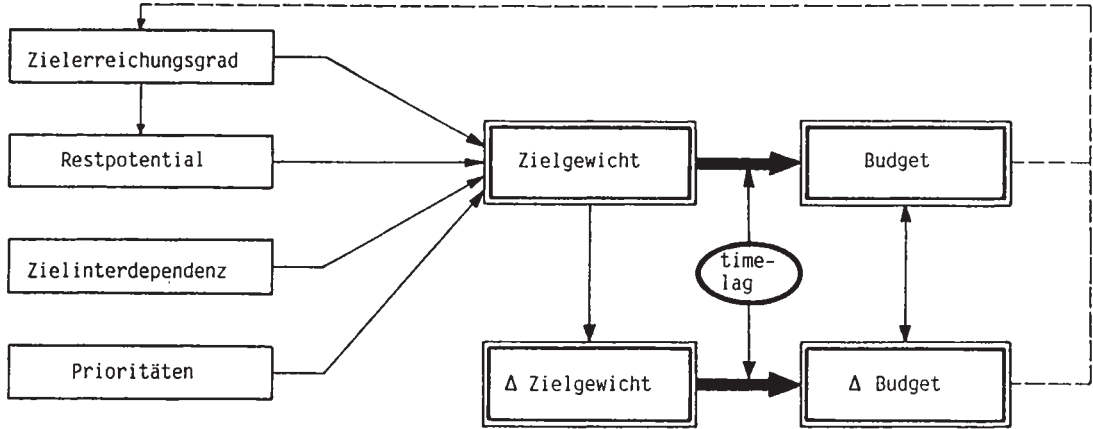 Zielerreichungsgrad
Restpotential
Zielinterdependenz
Prioritäten
Zielgewicht
Budget
time-
lag
Δ Zielgewicht
Δ Budget